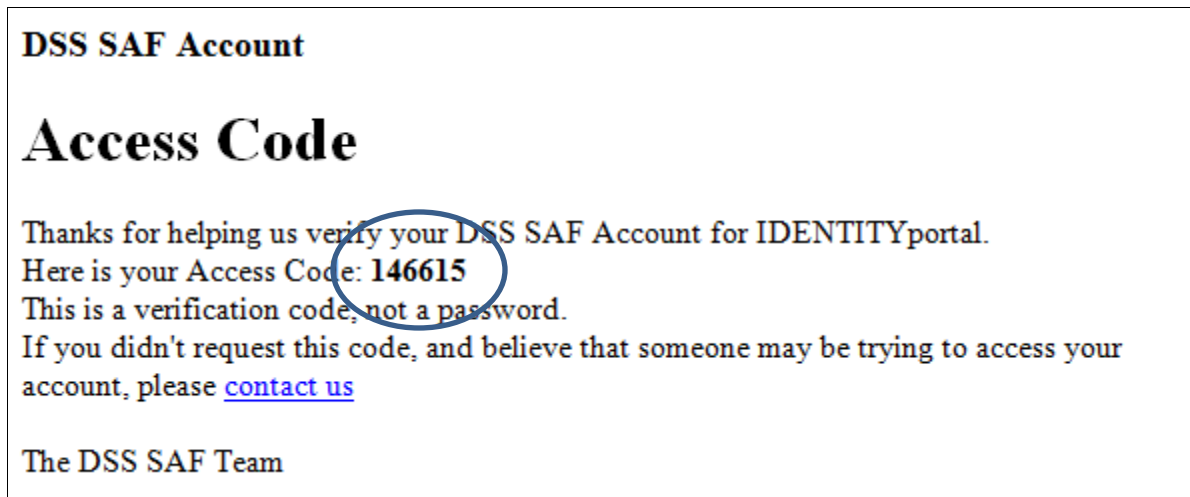 DSS SAF Account
Access Code
Thanks for helping us verify your DSS SAF Account for IDENTITYportal.
Here is your Access Code: 146615
This is a verification code, not a password.
If you didn't request this code, and believe that someone may be trying to access your
account, please contact us
The DSS SAF Team